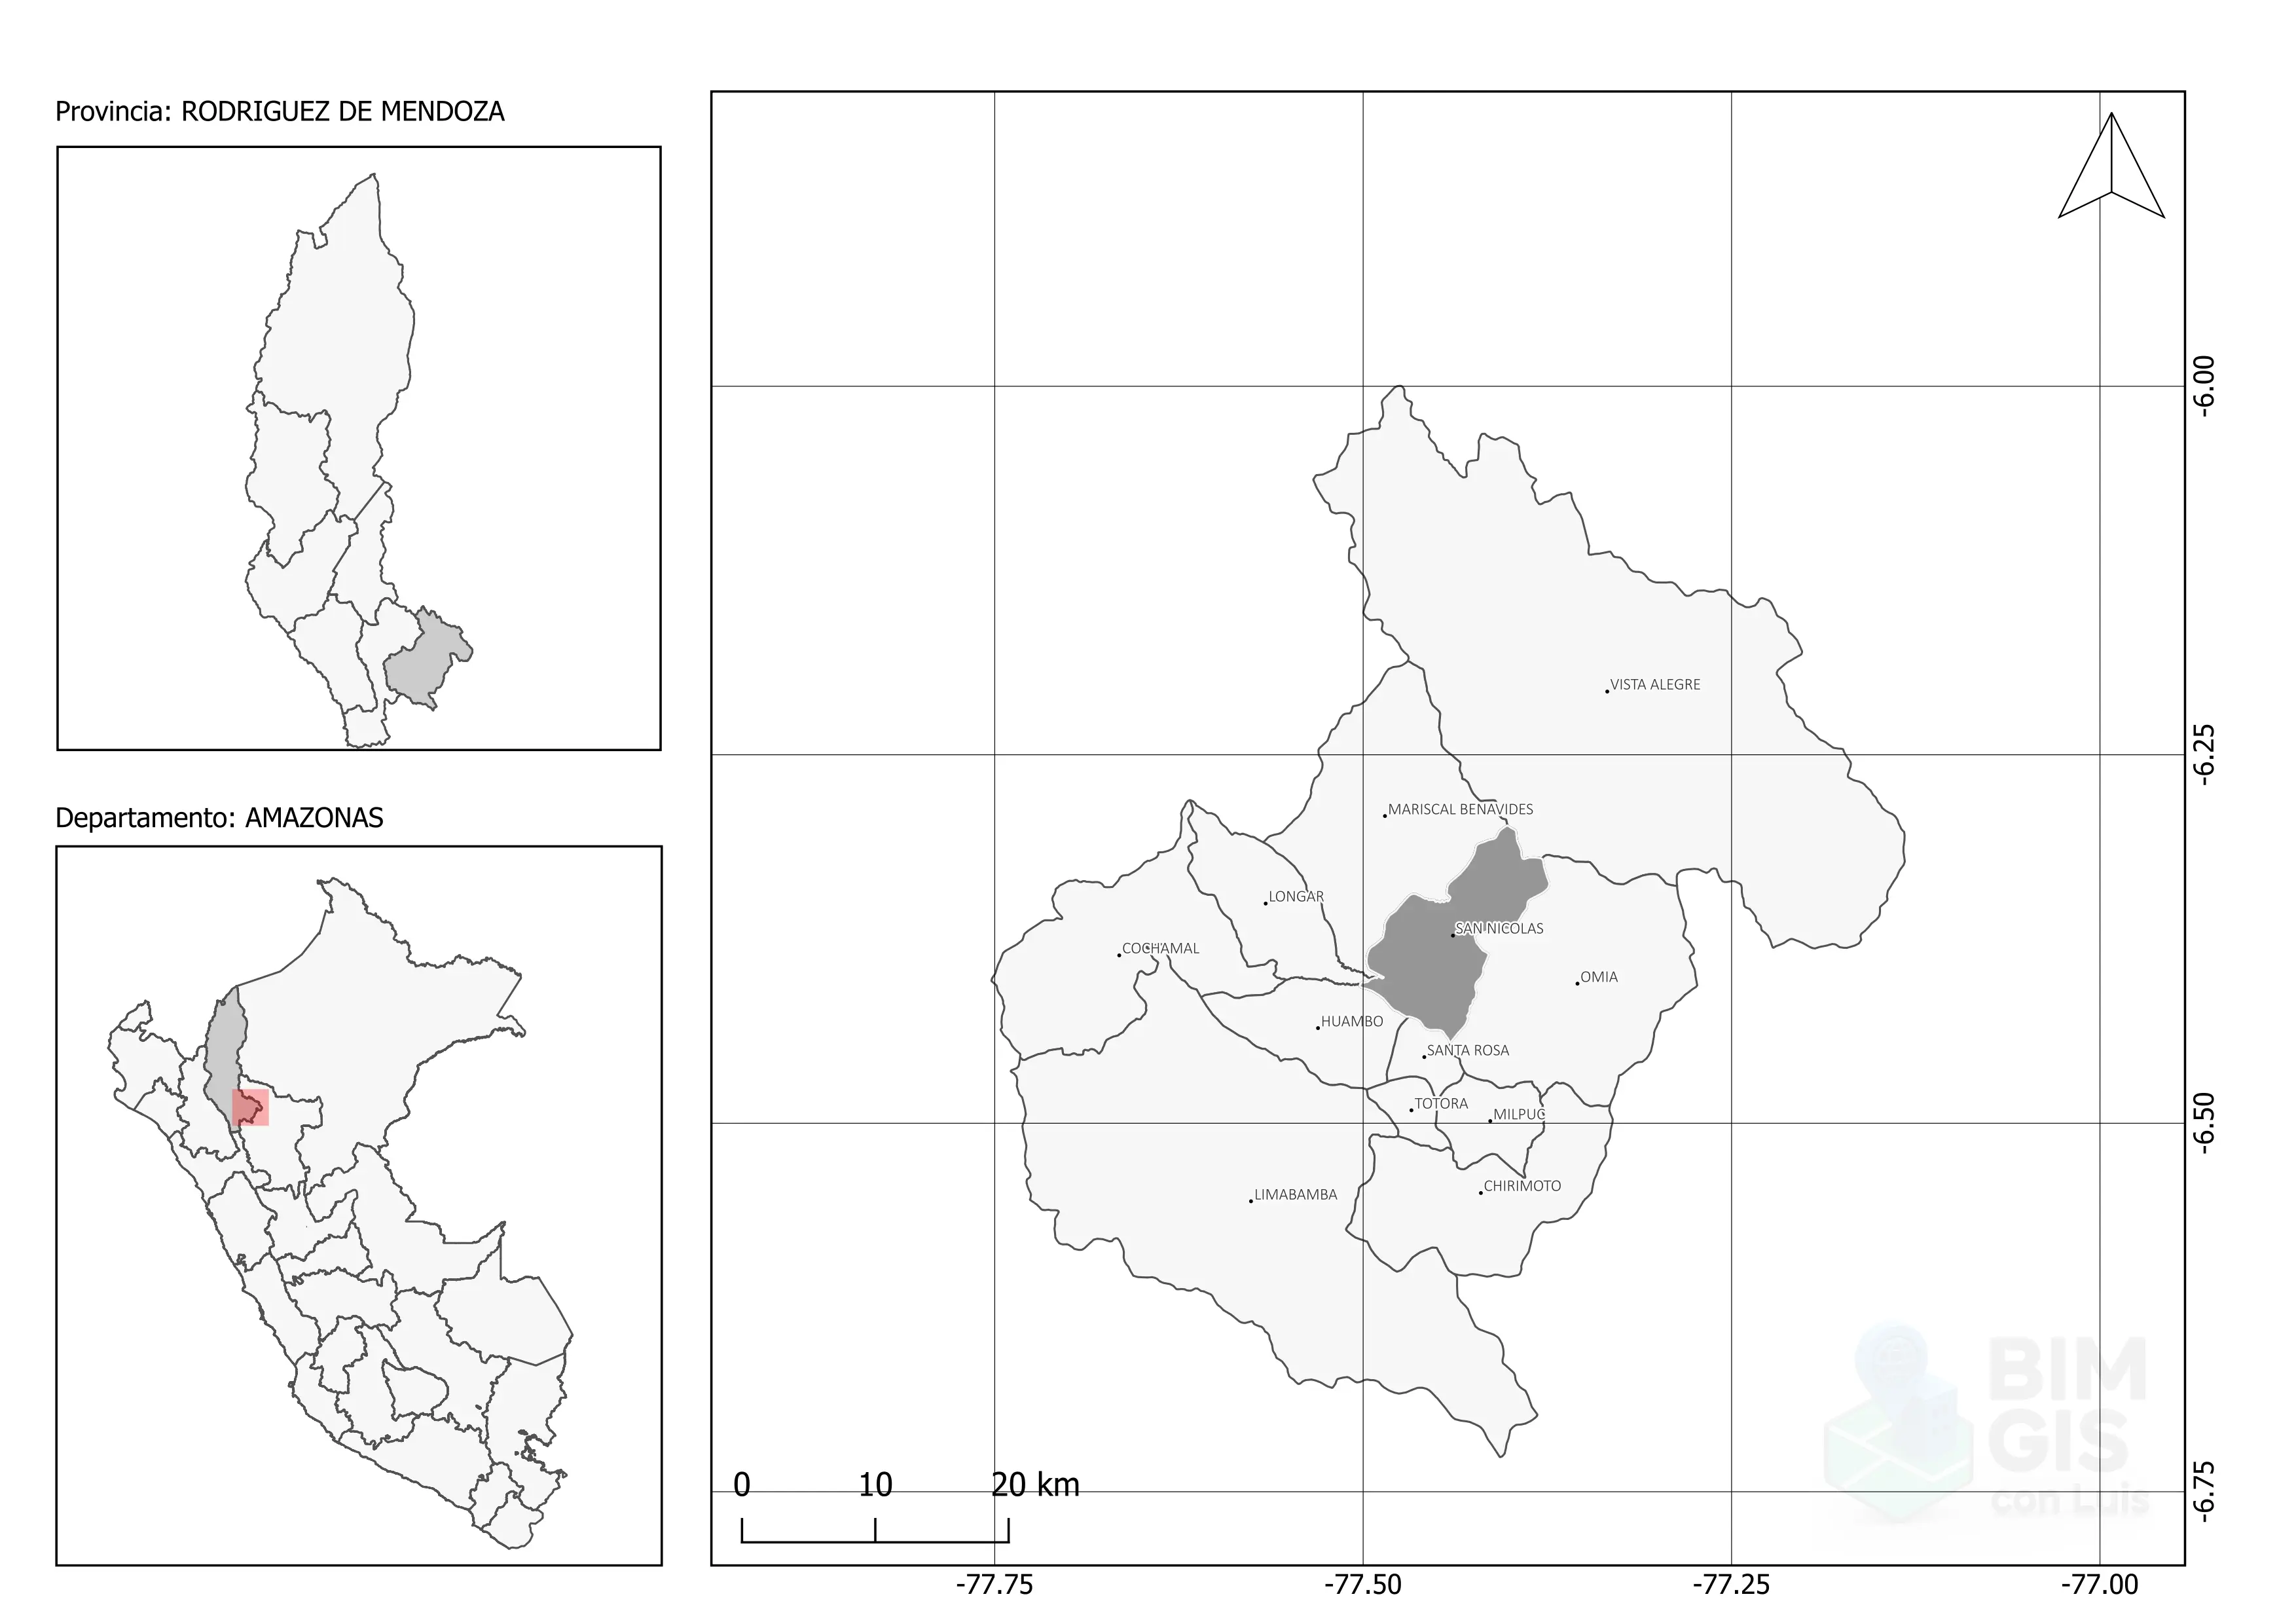 Provincia: RODRIGUEZ DE MENDOZA
Departamento: AMAZONAS
VISTA ALEGRE
MARISCAL BENAVIDES
LONGAR
SAN NICOLAS
COCHAMAL
OMIA
HUAMBO
SANTA ROSA
TOTORA
MILPUC
CHIRIMOTO
LIMABAMBA
0 10 20 km
-6.00
-6.25
-6.50
-6.75
-77.75 -77.50 -77.25 -77.00
BIM
GIS
con Luis